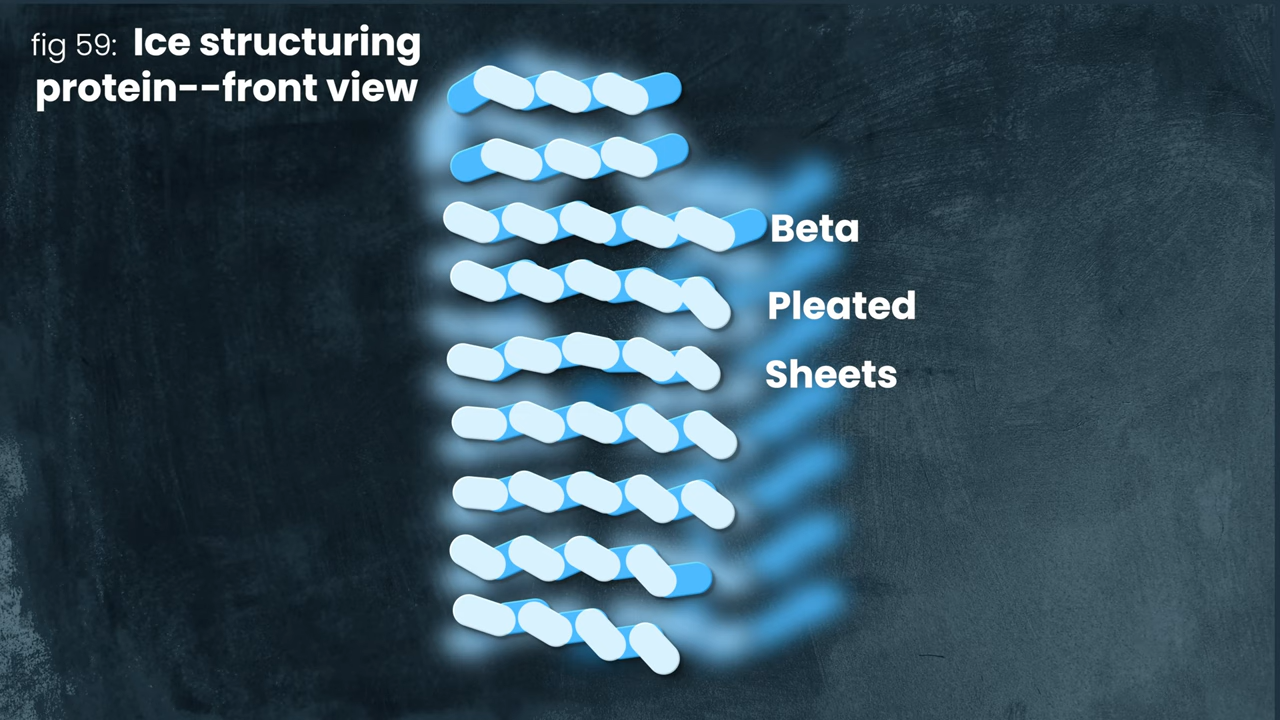 fig 59: Ice structuring
protein--front view
Beta
Pleated
Sheets